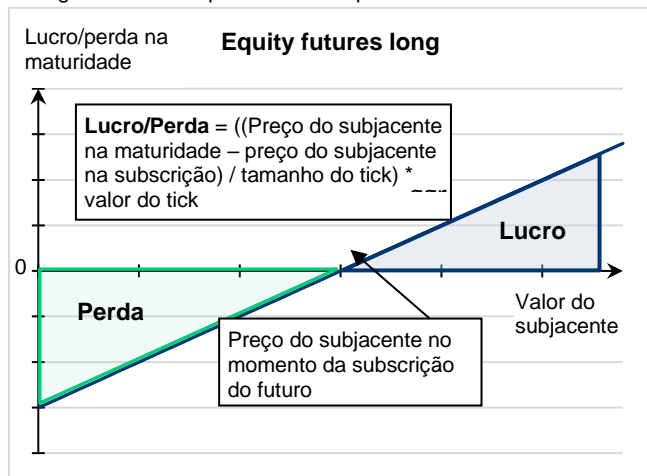 Lucro/perda na
maturidade
Equity futures long
Lucro/Perda = ((Preço do subjacente
na maturidade – preço do subjacente
na subscrição) / tamanho do tick) *
valor do tick
Lucro
0
Perda
Valor do
subjacente
Preço do subjacente no
momento da subscrição
do futuro